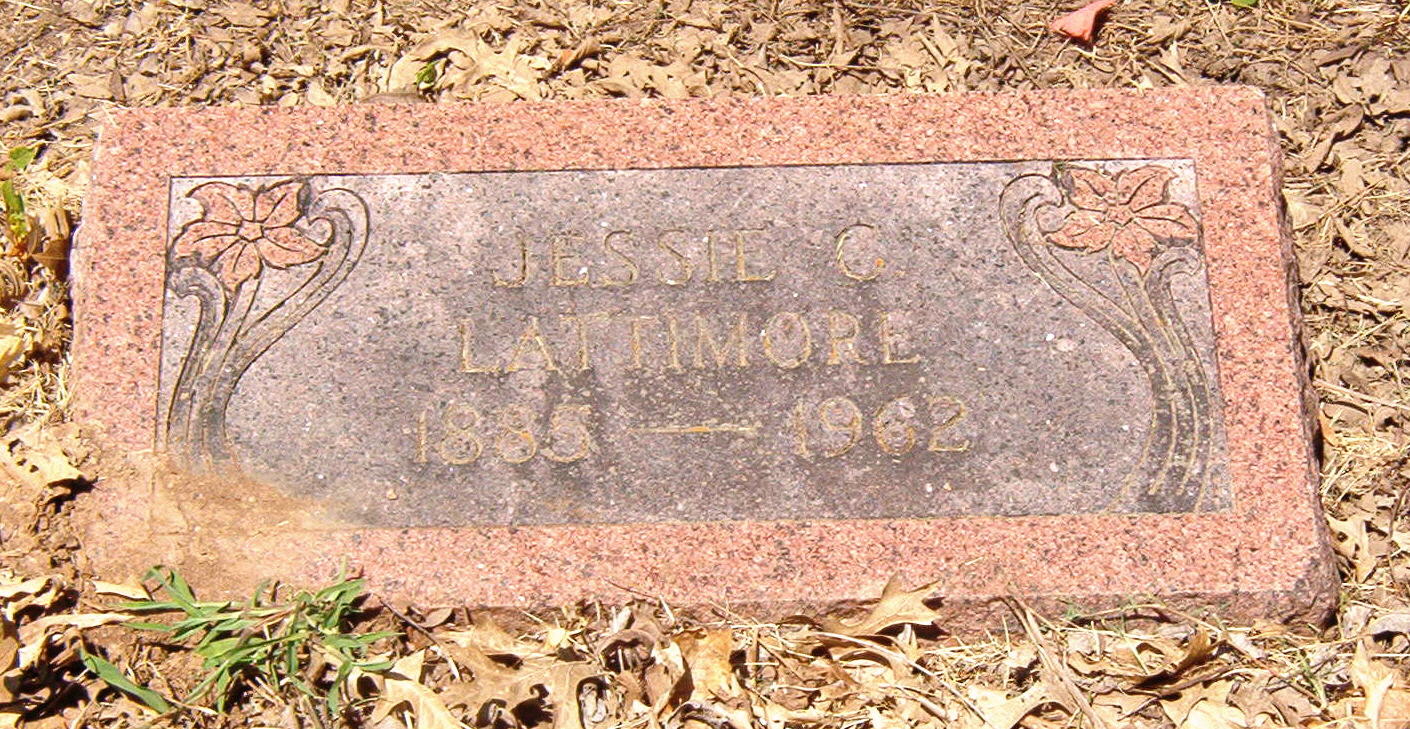 JESSIE C.
LATTIMORE
1885 — 1962